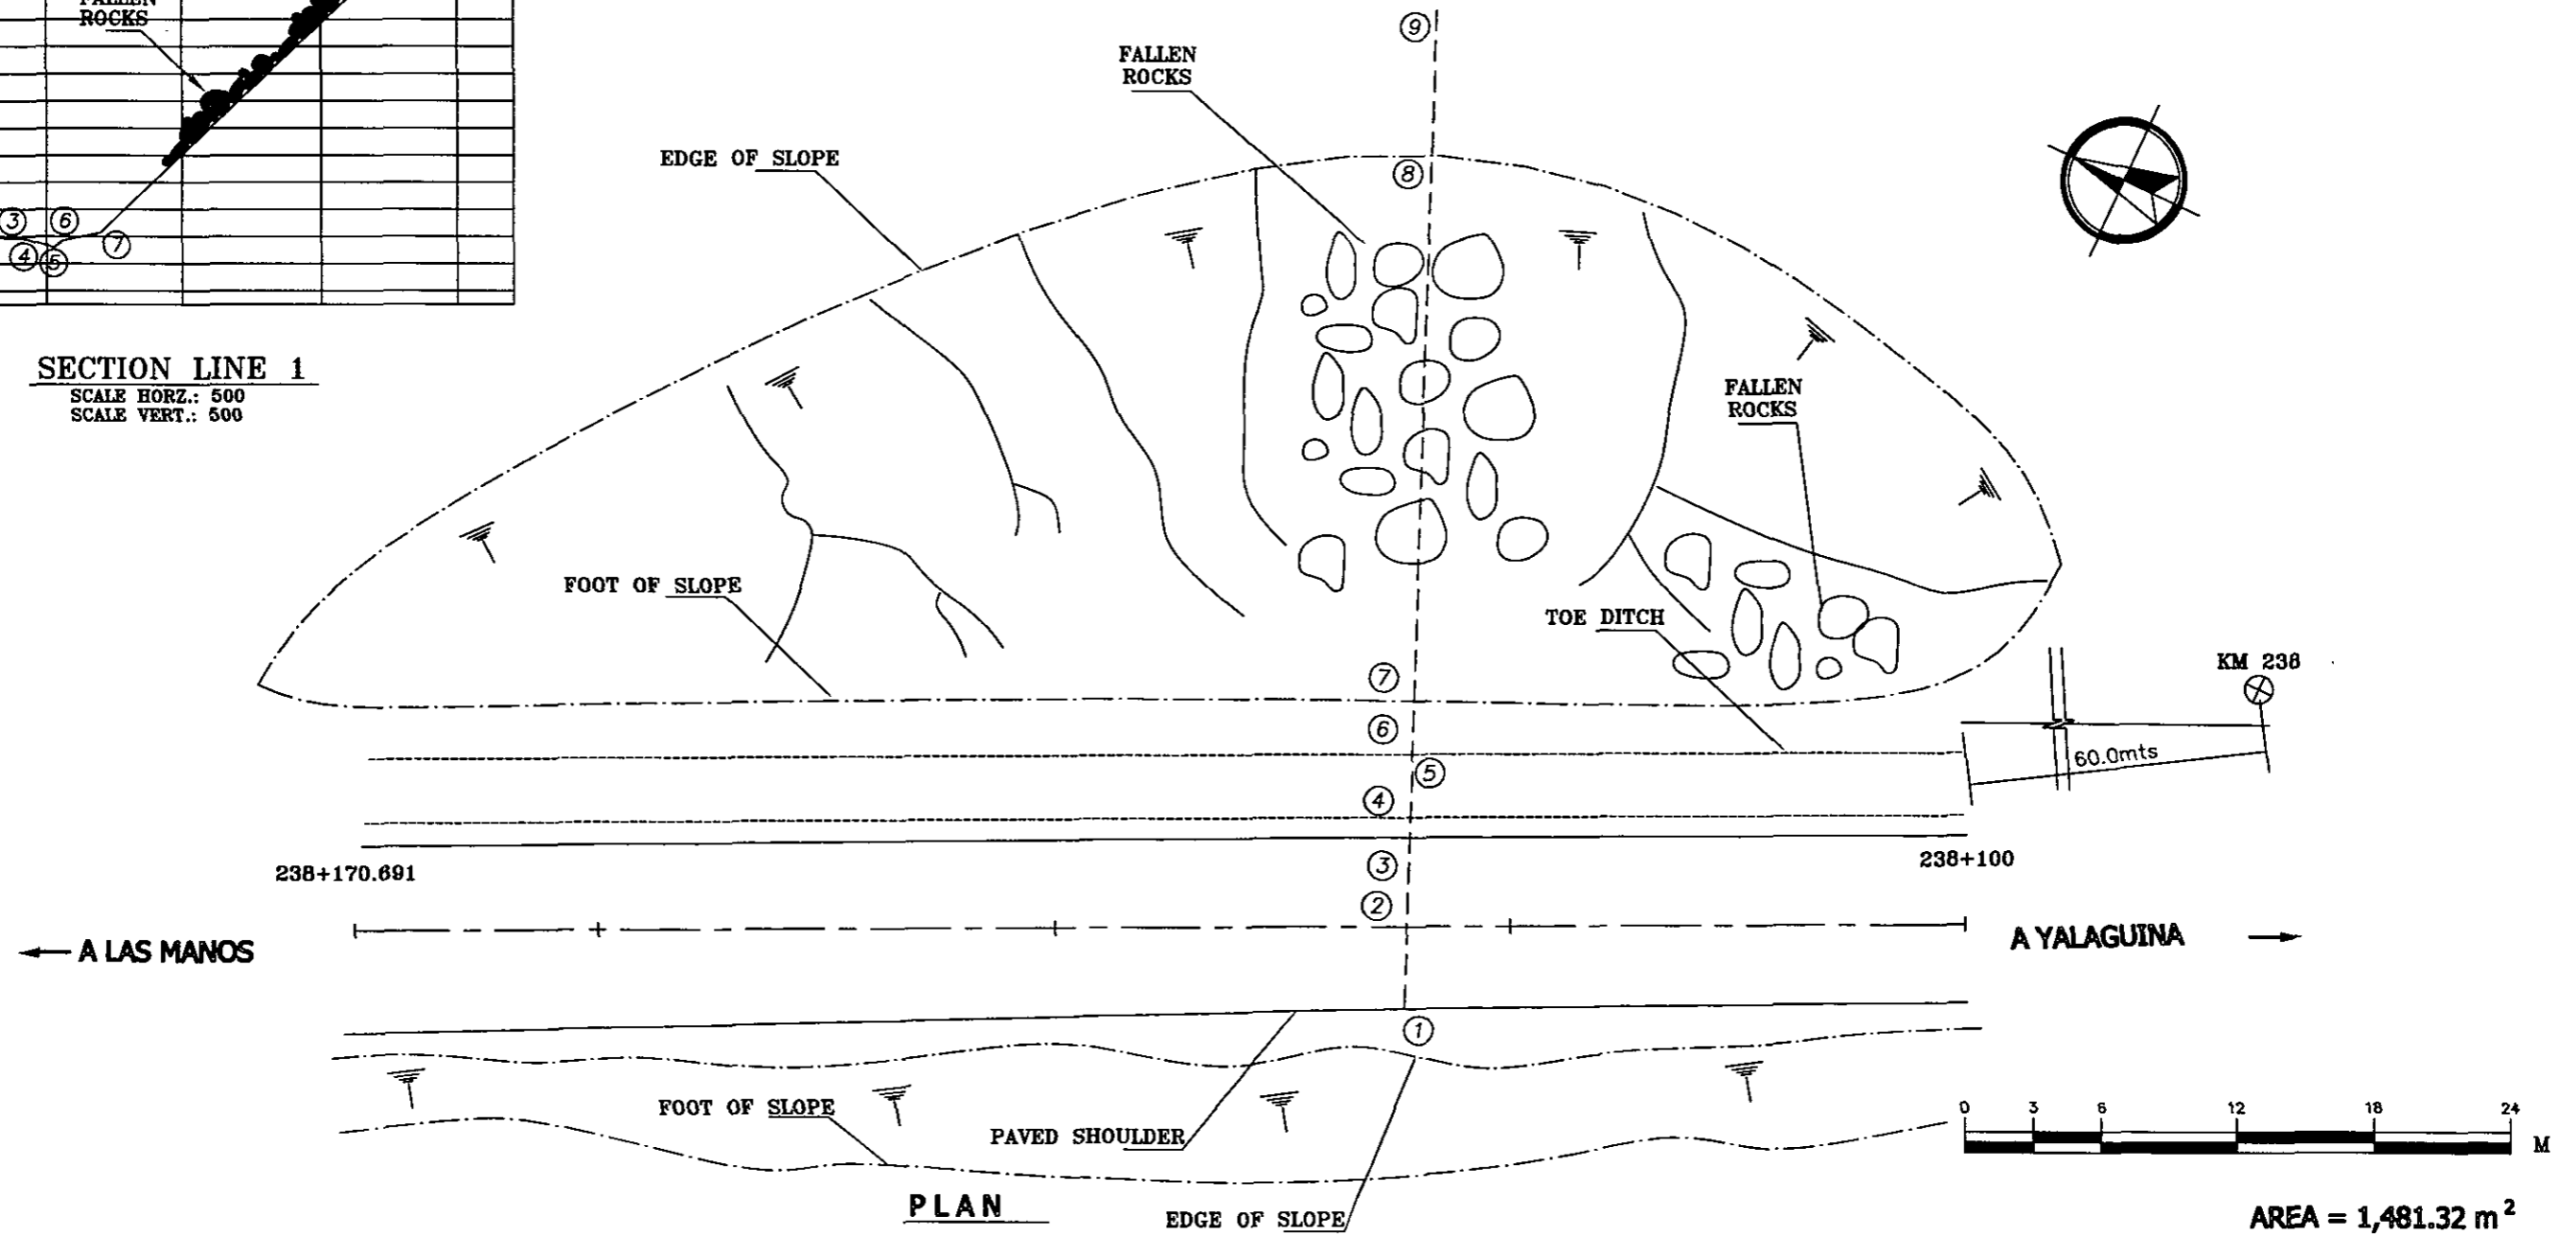 ROCKS
3
6
4
5
7
SECTION LINE 1
SCALE HORZ.: 500
SCALE VERT.: 500
9
FALLEN
ROCKS
EDGE OF SLOPE
8
FALLEN
ROCKS
FOOT OF SLOPE
TOE DITCH
KM 238
7
6
60.0mts
5
4
238+170.691
3
238+100
2
← A LAS MANOS
A YALAGUINA →
1
FOOT OF SLOPE
PAVED SHOULDER
0 3 6 12 18 24
M
PLAN
EDGE OF SLOPE
AREA = 1,481.32 m²